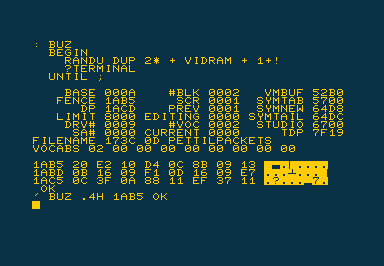 : BUZ
BEGIN
RANDU DUP 2* + VIDRAM + 1+!
?TERMINAL
UNTIL ;
BASE 000A #BLK 0002 VMBUF 52B0
FENCE 1AB5 SCR 0001 SYMTAB 5700
DP 1ACD PREV 0001 SYMNEW 64D8
LIMIT 8000 EDITING 0000 SYMTAIL 64DC
DRV# 0009 #VOC 0002 STUDIO 6700
SA# 0000 CURRENT 0000 TDP 7F19
FILENAME 173C 0D PETTILPACKETS
VOCABS 02 00 00 00 00 00 00 00 00
1AB5 20 E2 10 D4 0C 8B 09 13
1ABD 0B 16 09 F1 0D 16 09 E7
1AC5 0C 3F 0A 88 11 EF 37 11
OK
' BUZ .4H 1AB5 OK